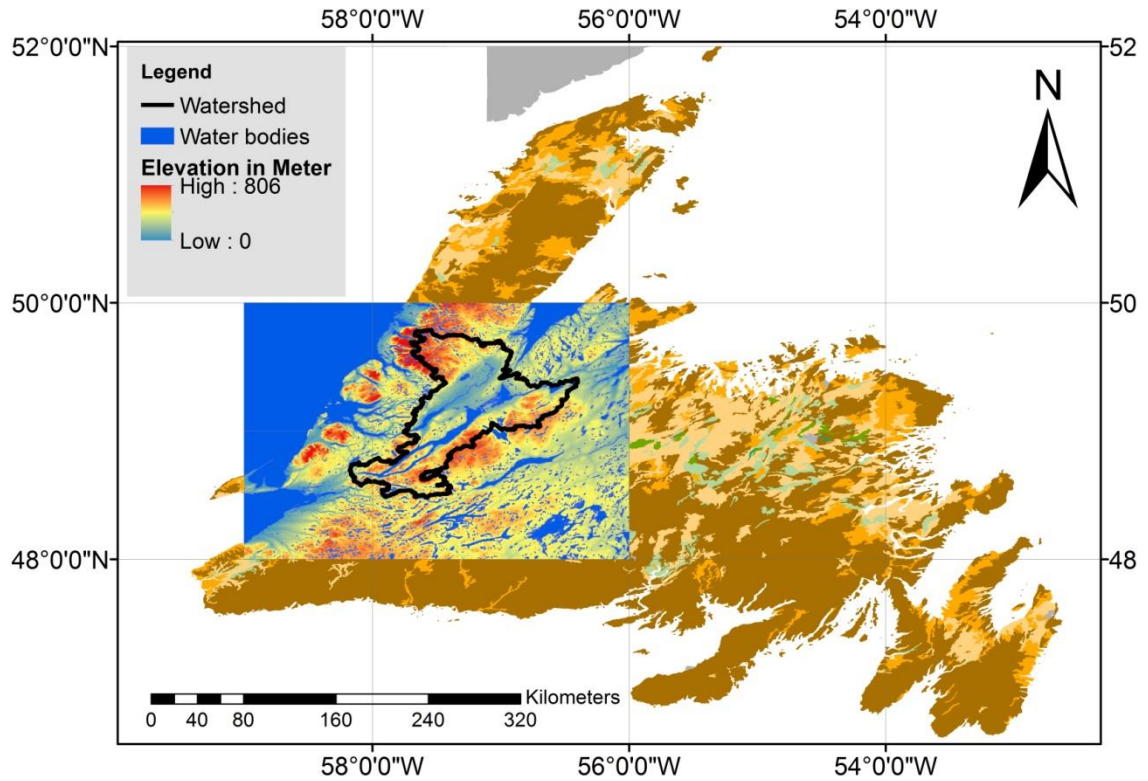 58°0'0"W 56°0'0"W 54°0'0"W
52°0'0"N 52
Legend
Watershed
Water bodies
Elevation in Meter
High : 806
Low : 0
N
50°0'0"N 50
48°0'0"N 48
Kilometers
0 40 80 160 240 320
58°0'0"W 56°0'0"W 54°0'0"W